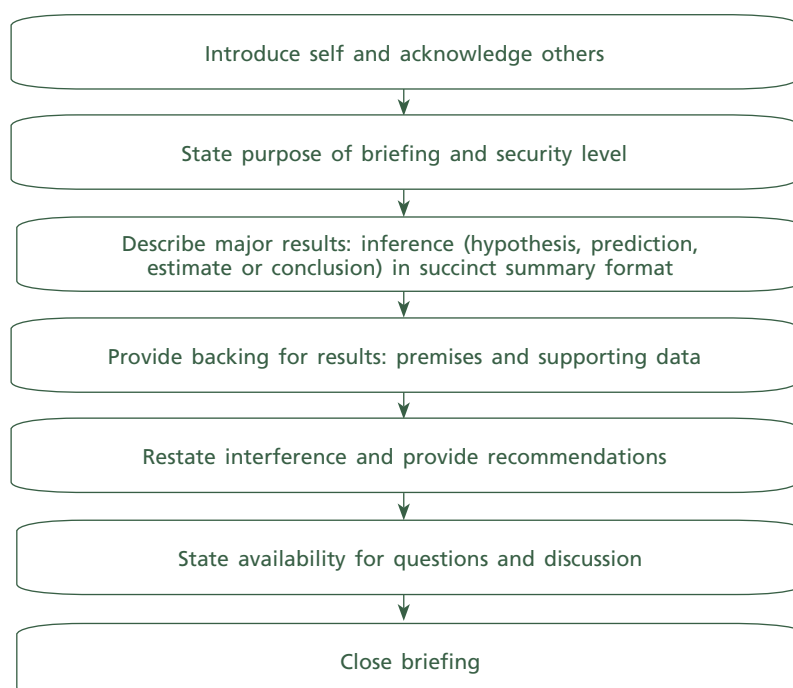 Introduce self and acknowledge others
State purpose of briefing and security level
Describe major results: inference (hypothesis, prediction,
estimate or conclusion) in succinct summary format
Provide backing for results: premises and supporting data
Restate interference and provide recommendations
State availability for questions and discussion
Close briefing